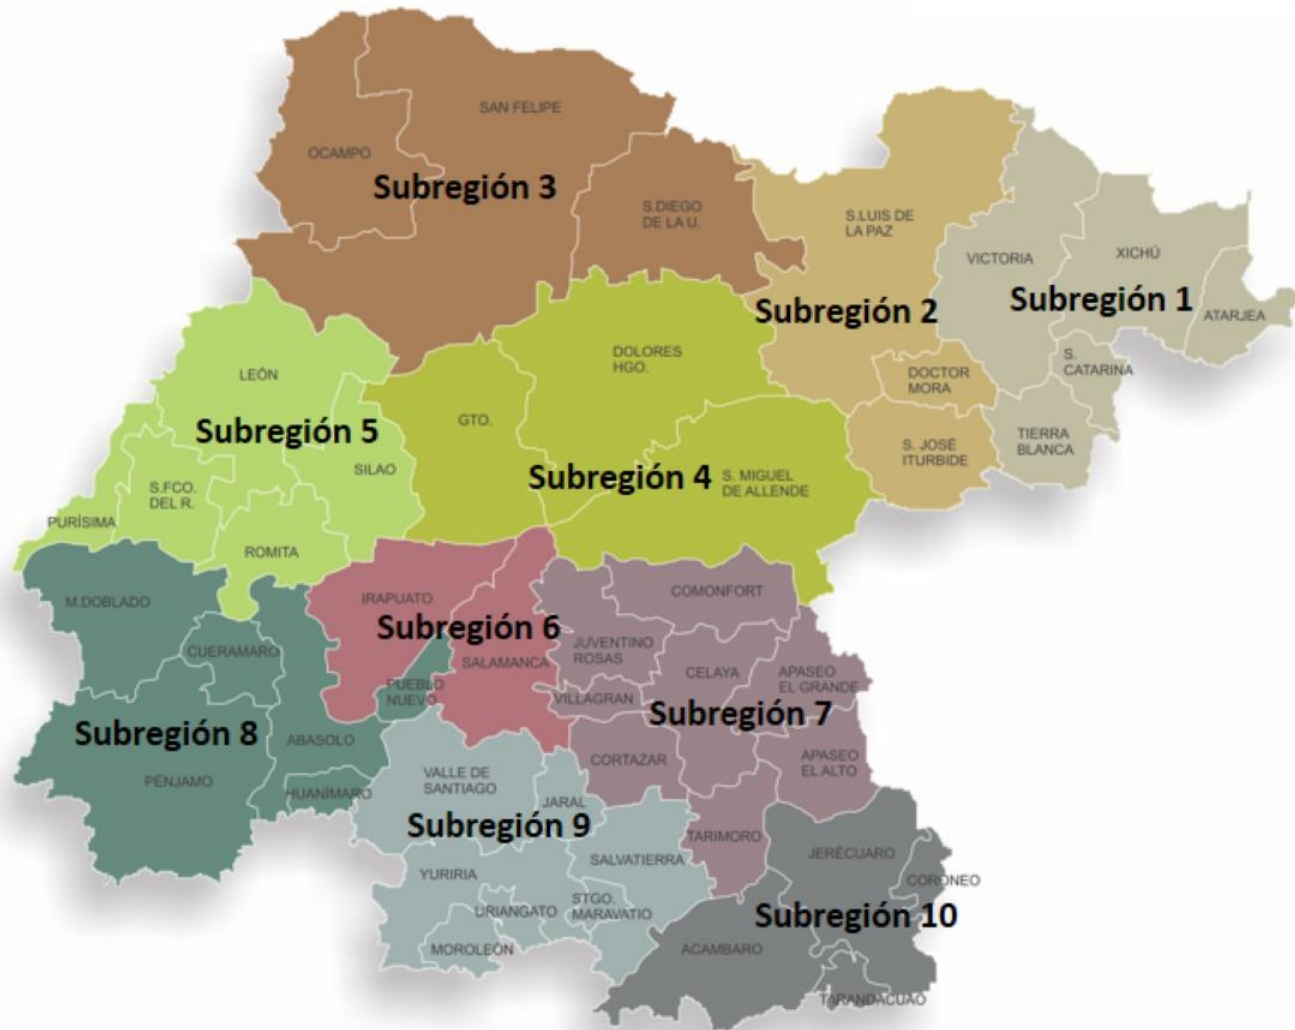 SAN FELIPE
OCAMPO
Subregión 3
S.DIEGO
DE LA U.
S.LUIS DE
LA PAZ
VICTORIA
XICHÚ
Subregión 2
Subregión 1
ATARJEA
DOLORES
HGO.
S.
CATARINA
DOCTOR
MORA
LEÓN
GTO.
Subregión 5
TIERRA
BLANCA
S. JOSÉ
ITURBIDE
SILAO
Subregión 4
S. MIGUEL
DE ALLENDE
S.FCO.
DEL R.
PURÍSIMA
ROMITA
M.DOBLADO
IRAPUATO
COMONFORT
Subregión 6
CUERAMARO
JUVENTINO
ROSAS
SALAMANCA
CELAYA
APASEO
EL GRANDE
PUEBLO
NUEVO
VILLAGRAN
Subregión 7
Subregión 8
ABASOLO
CORTAZAR
APASEO
EL ALTO
PÉNJAMO
HUANÍMARO
VALLE DE
SANTIAGO
JARAL
Subregión 9
TARIMORO
JERÉCUARO
SALVATIERRA
YURIRIA
CORONEO
URIANGATO
STGO.
MARAVATIO
Subregión 10
MOROLEÓN
ACAMBARO
TARANDACUAO